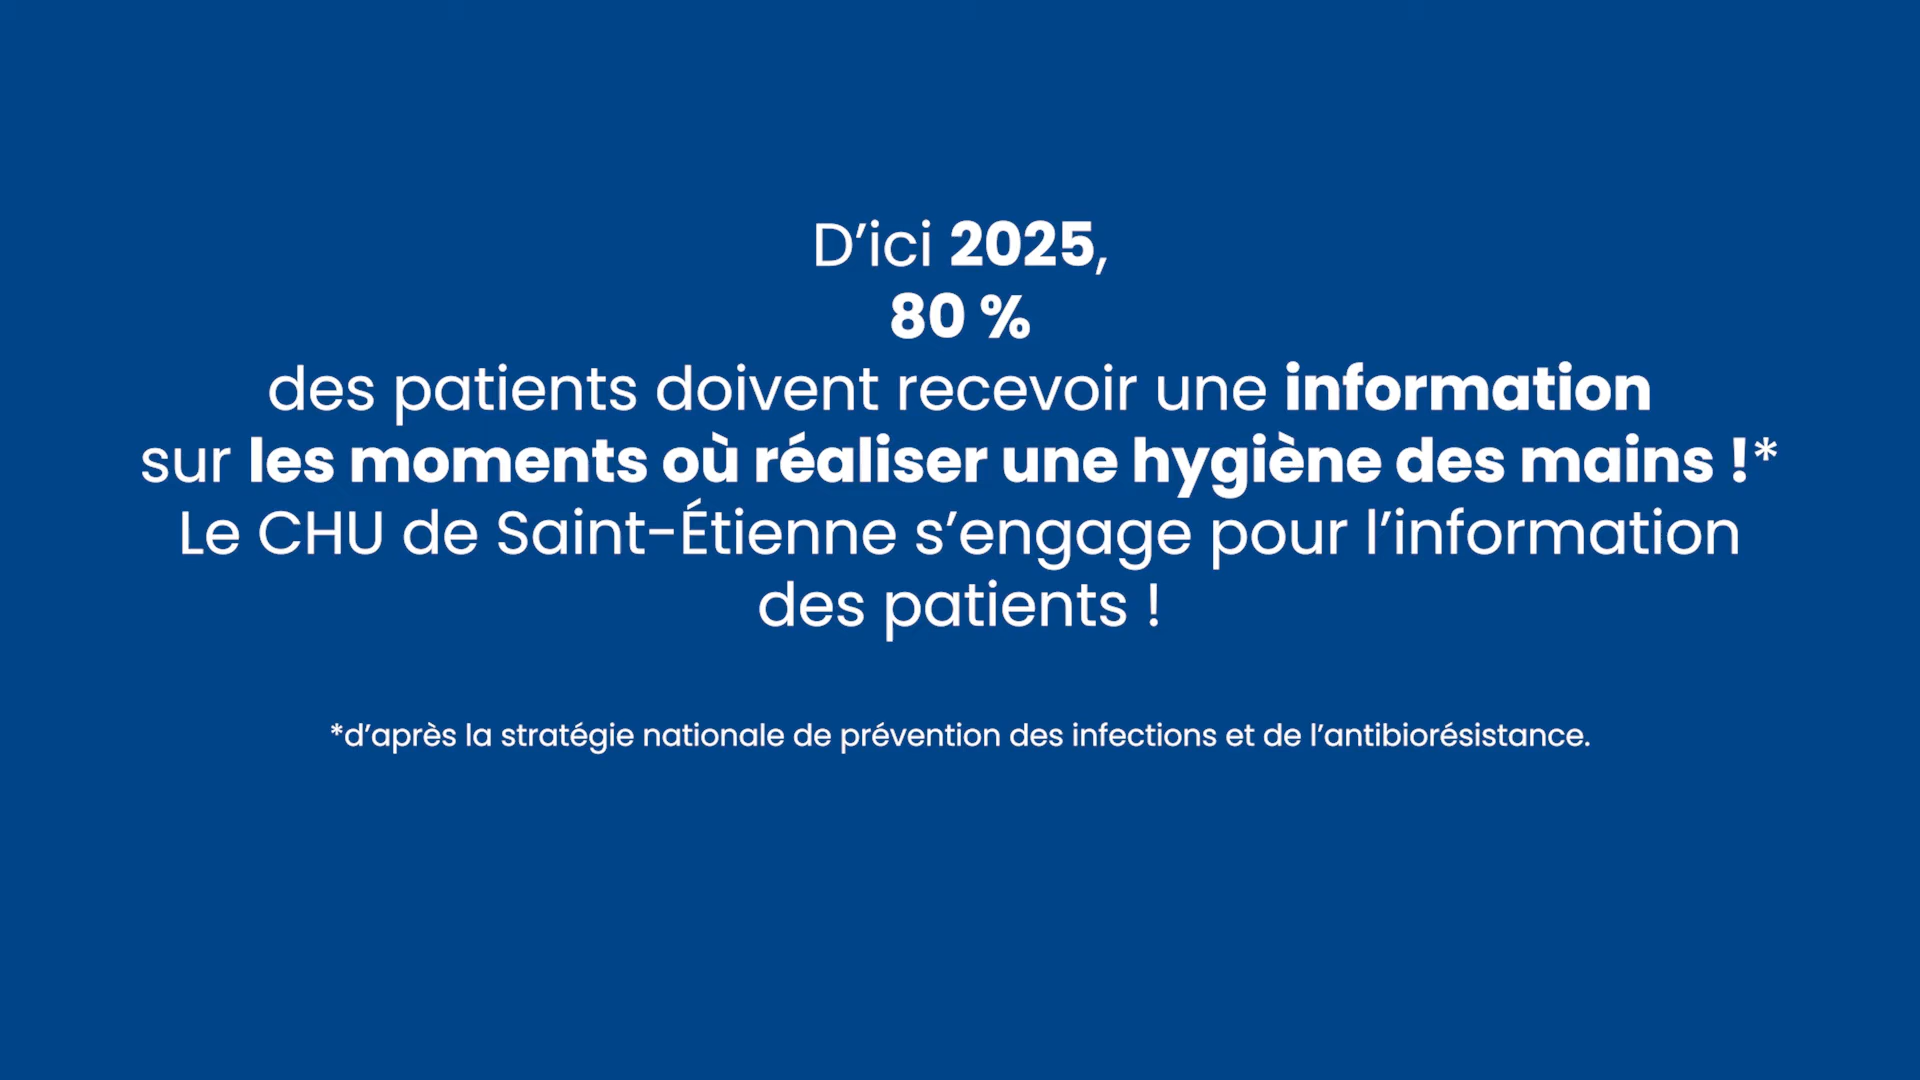 D’ici 2025,
80 %
des patients doivent recevoir une information
sur les moments où réaliser une hygiène des mains !*
Le CHU de Saint-Étienne s’engage pour l’information
des patients !
*d’après la stratégie nationale de prévention des infections et de l’antibiorésistance.